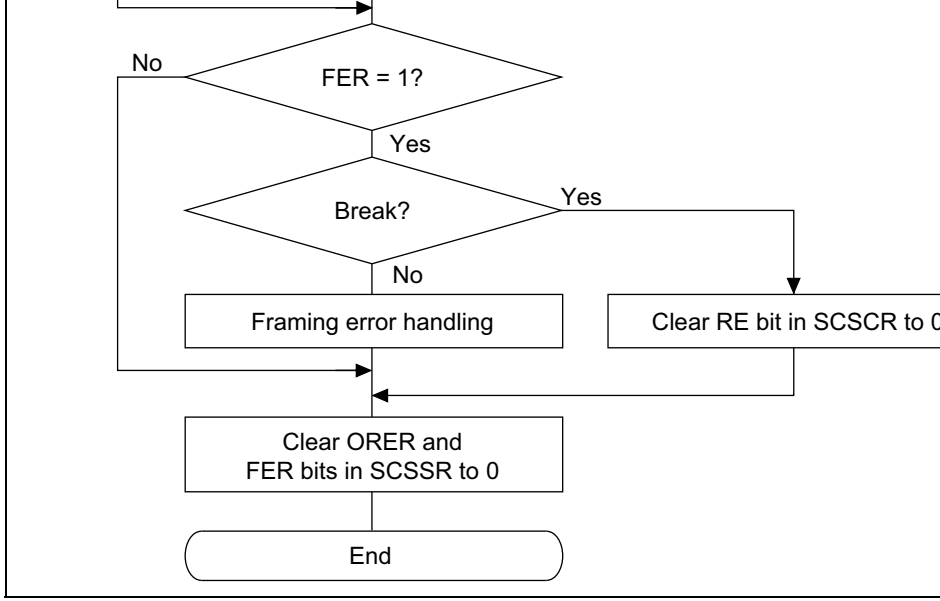 No
FER = 1?
Yes
Break?
Yes
No
Framing error handling
Clear RE bit in SCSCR to 0
Clear ORER and
FER bits in SCSSR to 0
End